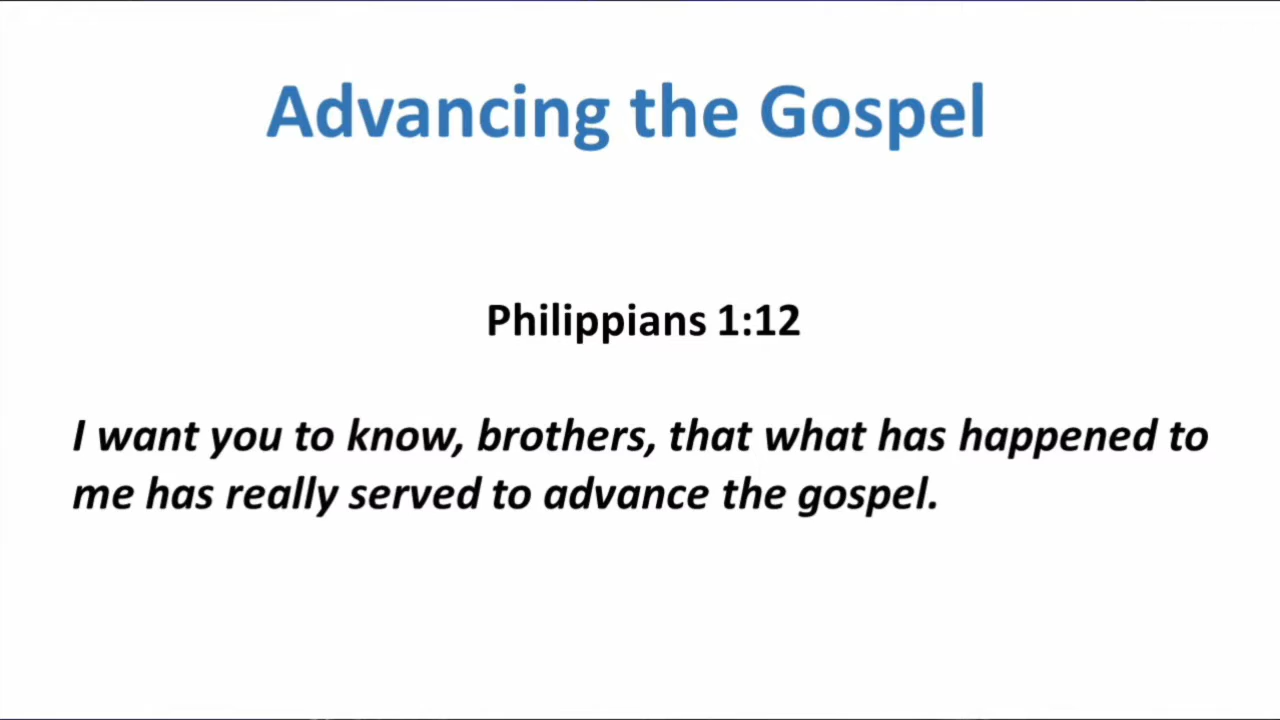 Advancing the Gospel
Philippians 1:12
I want you to know, brothers, that what has happened to
me has really served to advance the gospel.